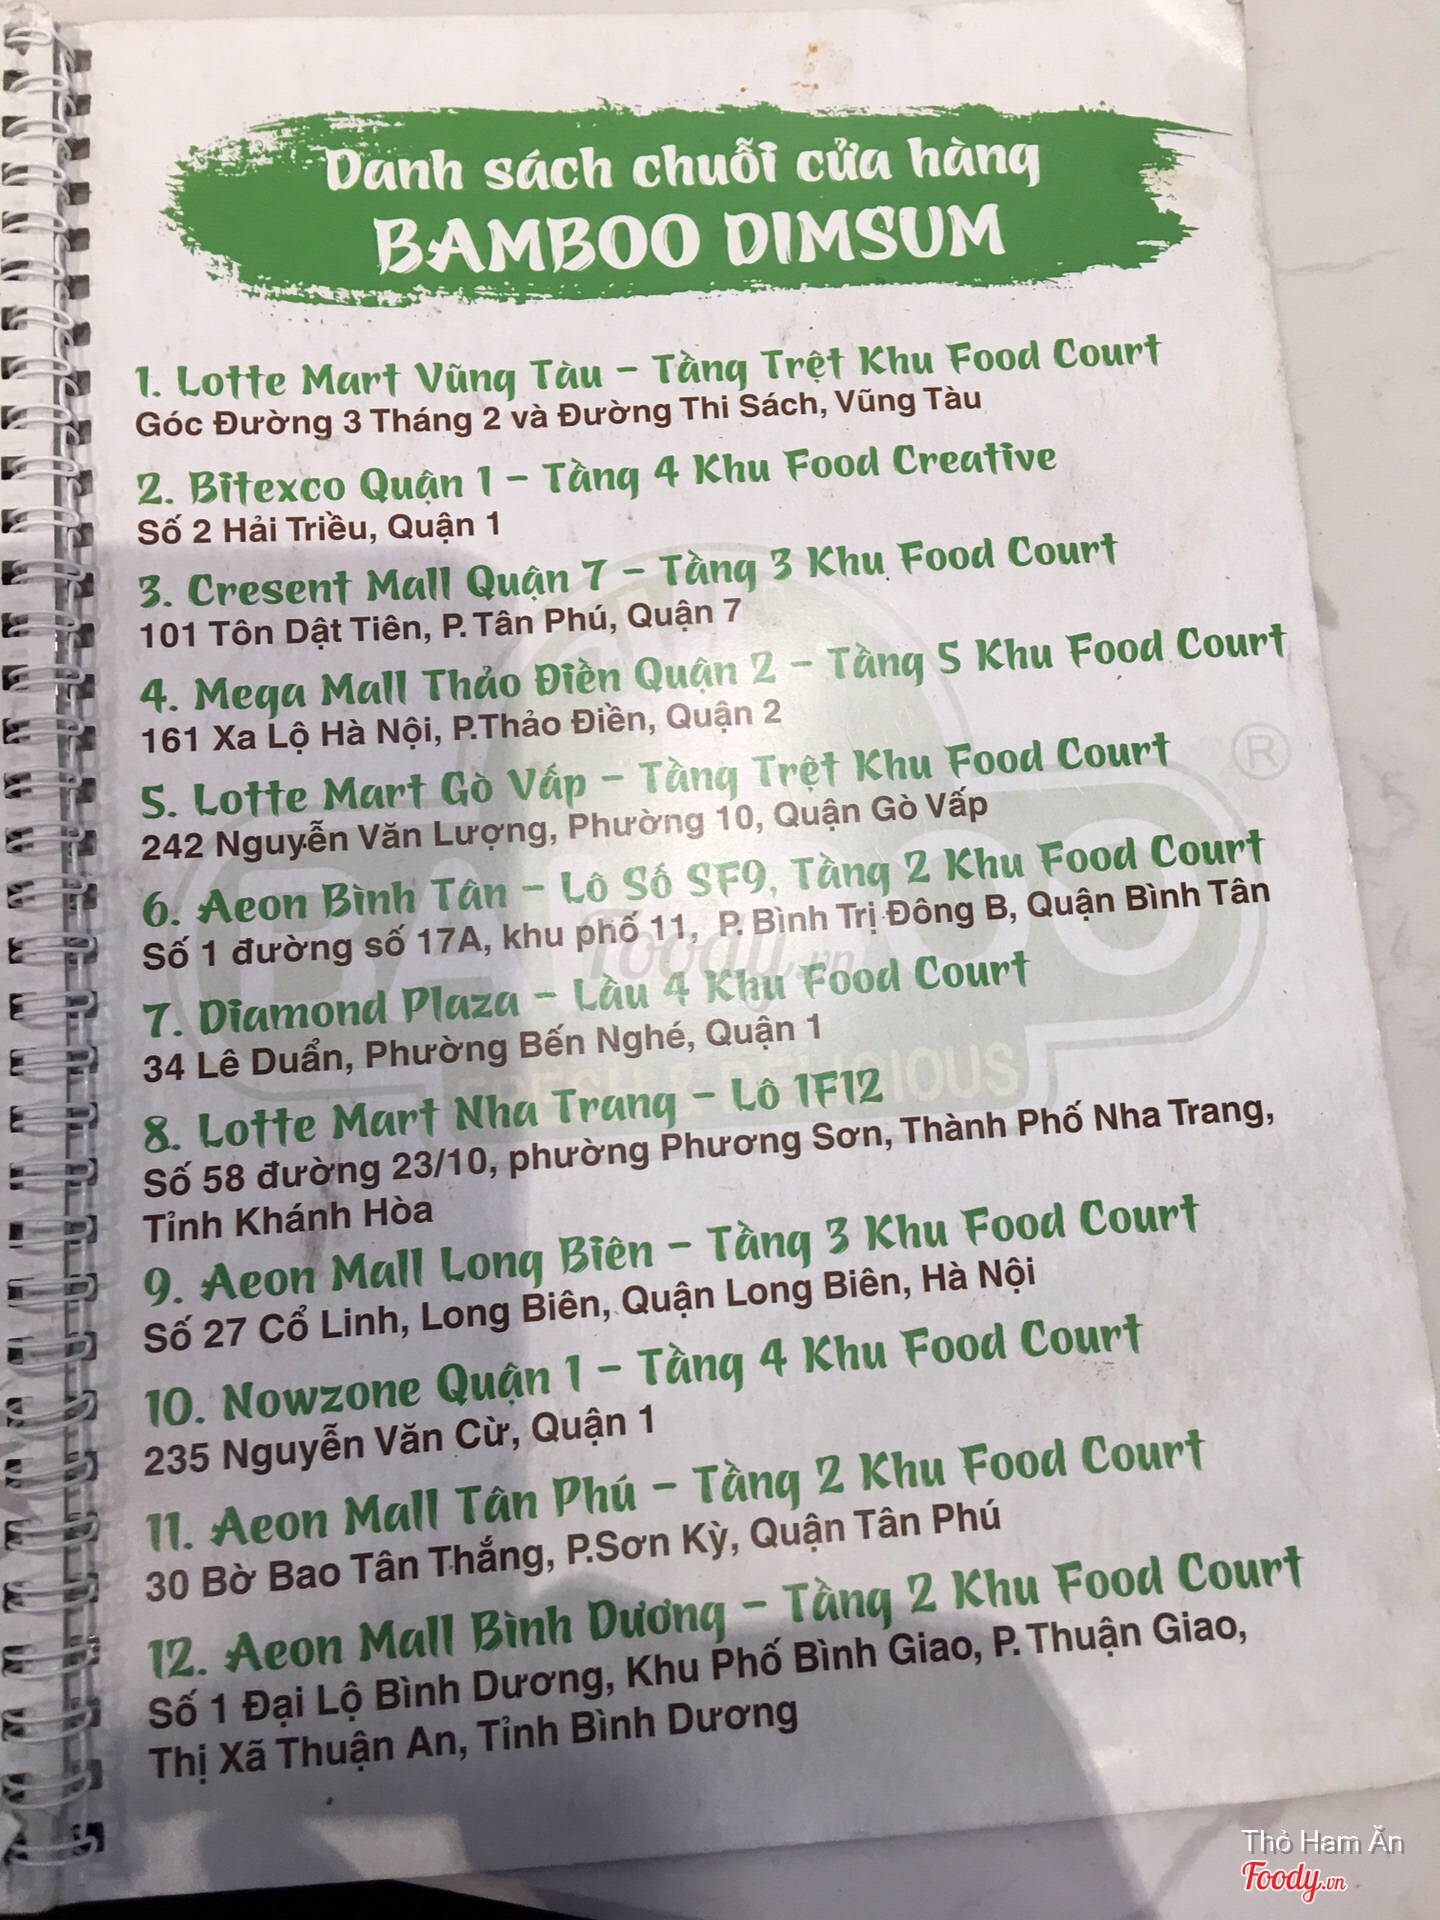 Danh sách chuỗi cửa hàng
BAMBOO DIMSUM
1. Lotte Mart Vũng Tàu – Tầng Trệt Khu Food Court
Góc Đường 3 Tháng 2 và Đường Thi Sách, Vũng Tàu
2. Bitexco Quận 1 – Tầng 4 Khu Food Creative
Số 2 Hải Triều, Quận 1
3. Cresent Mall Quận 7 – Tầng 3 Khu Food Court
101 Tôn Dật Tiên, P. Tân Phú, Quận 7
4. Mega Mall Thảo Điền Quận 2 – Tầng 5 Khu Food Court
161 Xa Lộ Hà Nội, P.Thảo Điền, Quận 2
5. Lotte Mart Gò Vấp – Tầng Trệt Khu Food Court
242 Nguyễn Văn Lượng, Phường 10, Quận Gò Vấp
6. Aeon Bình Tân – Lô Số SF9, Tầng 2 Khu Food Court
Số 1 đường số 17A, khu phố 11, P. Bình Trị Đông B, Quận Bình Tân
7. Diamond Plaza – Lầu 4 Khu Food Court
34 Lê Duẩn, Phường Bến Nghé, Quận 1
8. Lotte Mart Nha Trang – Lô 1F12
Số 58 đường 23/10, phường Phương Sơn, Thành Phố Nha Trang,
Tỉnh Khánh Hòa
9. Aeon Mall Long Biên – Tầng 3 Khu Food Court
Số 27 Cổ Linh, Long Biên, Quận Long Biên, Hà Nội
10. Nowzone Quận 1 – Tầng 4 Khu Food Court
235 Nguyễn Văn Cừ, Quận 1
11. Aeon Mall Tân Phú – Tầng 2 Khu Food Court
30 Bờ Bao Tân Thắng, P.Sơn Kỳ, Quận Tân Phú
12. Aeon Mall Bình Dương – Tầng 2 Khu Food Court
Số 1 Đại Lộ Bình Dương, Khu Phố Bình Giao, P. Thuận Giao,
Thị Xã Thuận An, Tỉnh Bình Dương
BAMBOO ®
FRESH & DELICIOUS
Foody.vn
Thỏ Ham Ăn
Foody.vn